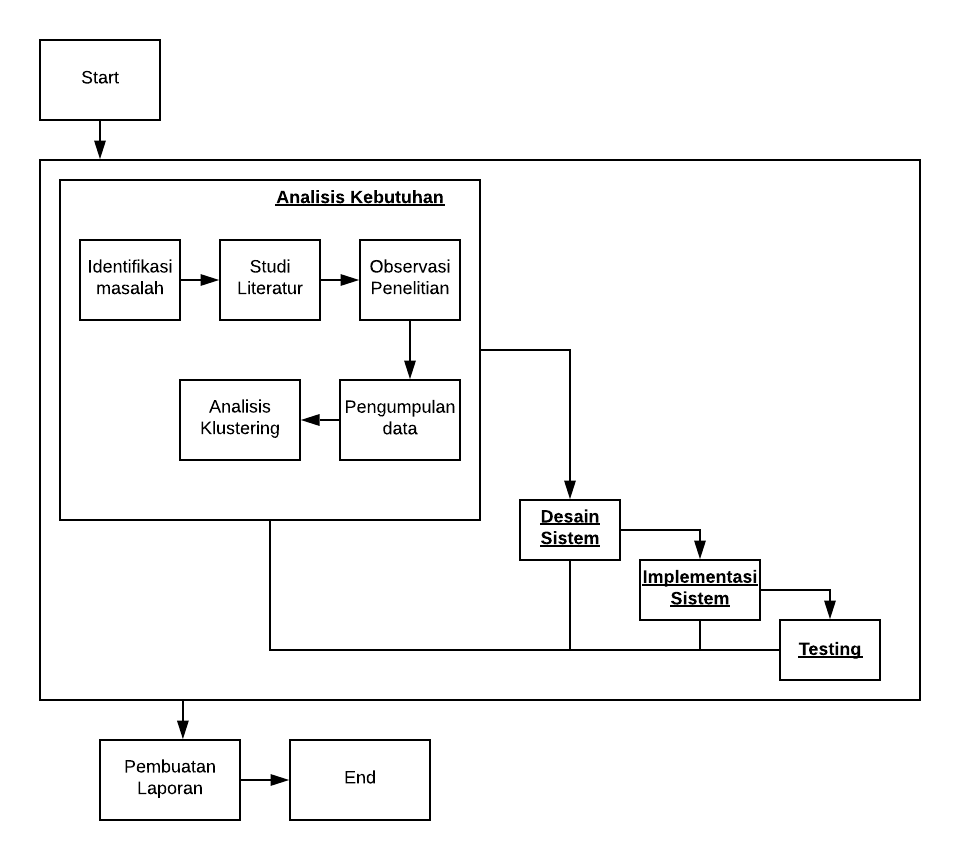 Start
Analisis Kebutuhan
Identifikasi
masalah
Studi
Literatur
Observasi
Penelitian
Analisis
Klustering
Pengumpulan
data
Desain
Sistem
Implementasi
Sistem
Testing
Pembuatan
Laporan
End